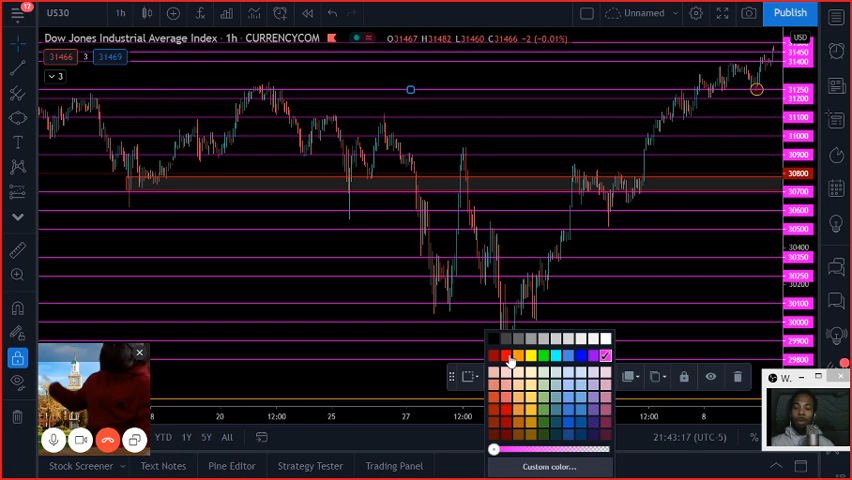 12
US30
1h
Unnamed
Publish
Dow Jones Industrial Average Index · 1h · CURRENCYCOM
O31467 H31482 L31460 C31466 −2 (−0.01%)
USD
31466 3 31469
3
31450
31400
31250
31200
31100
31000
30900
30800
30700
30600
30500
30400
30350
30250
30200
30100
30000
29900
29800
W..
8 20 12:00 25 27 12:00 12:00 8
YTD 1Y 5Y All
21:43:17 (UTC-5)
%
Stock Screener Text Notes Pine Editor Strategy Tester Trading Panel
Custom color...